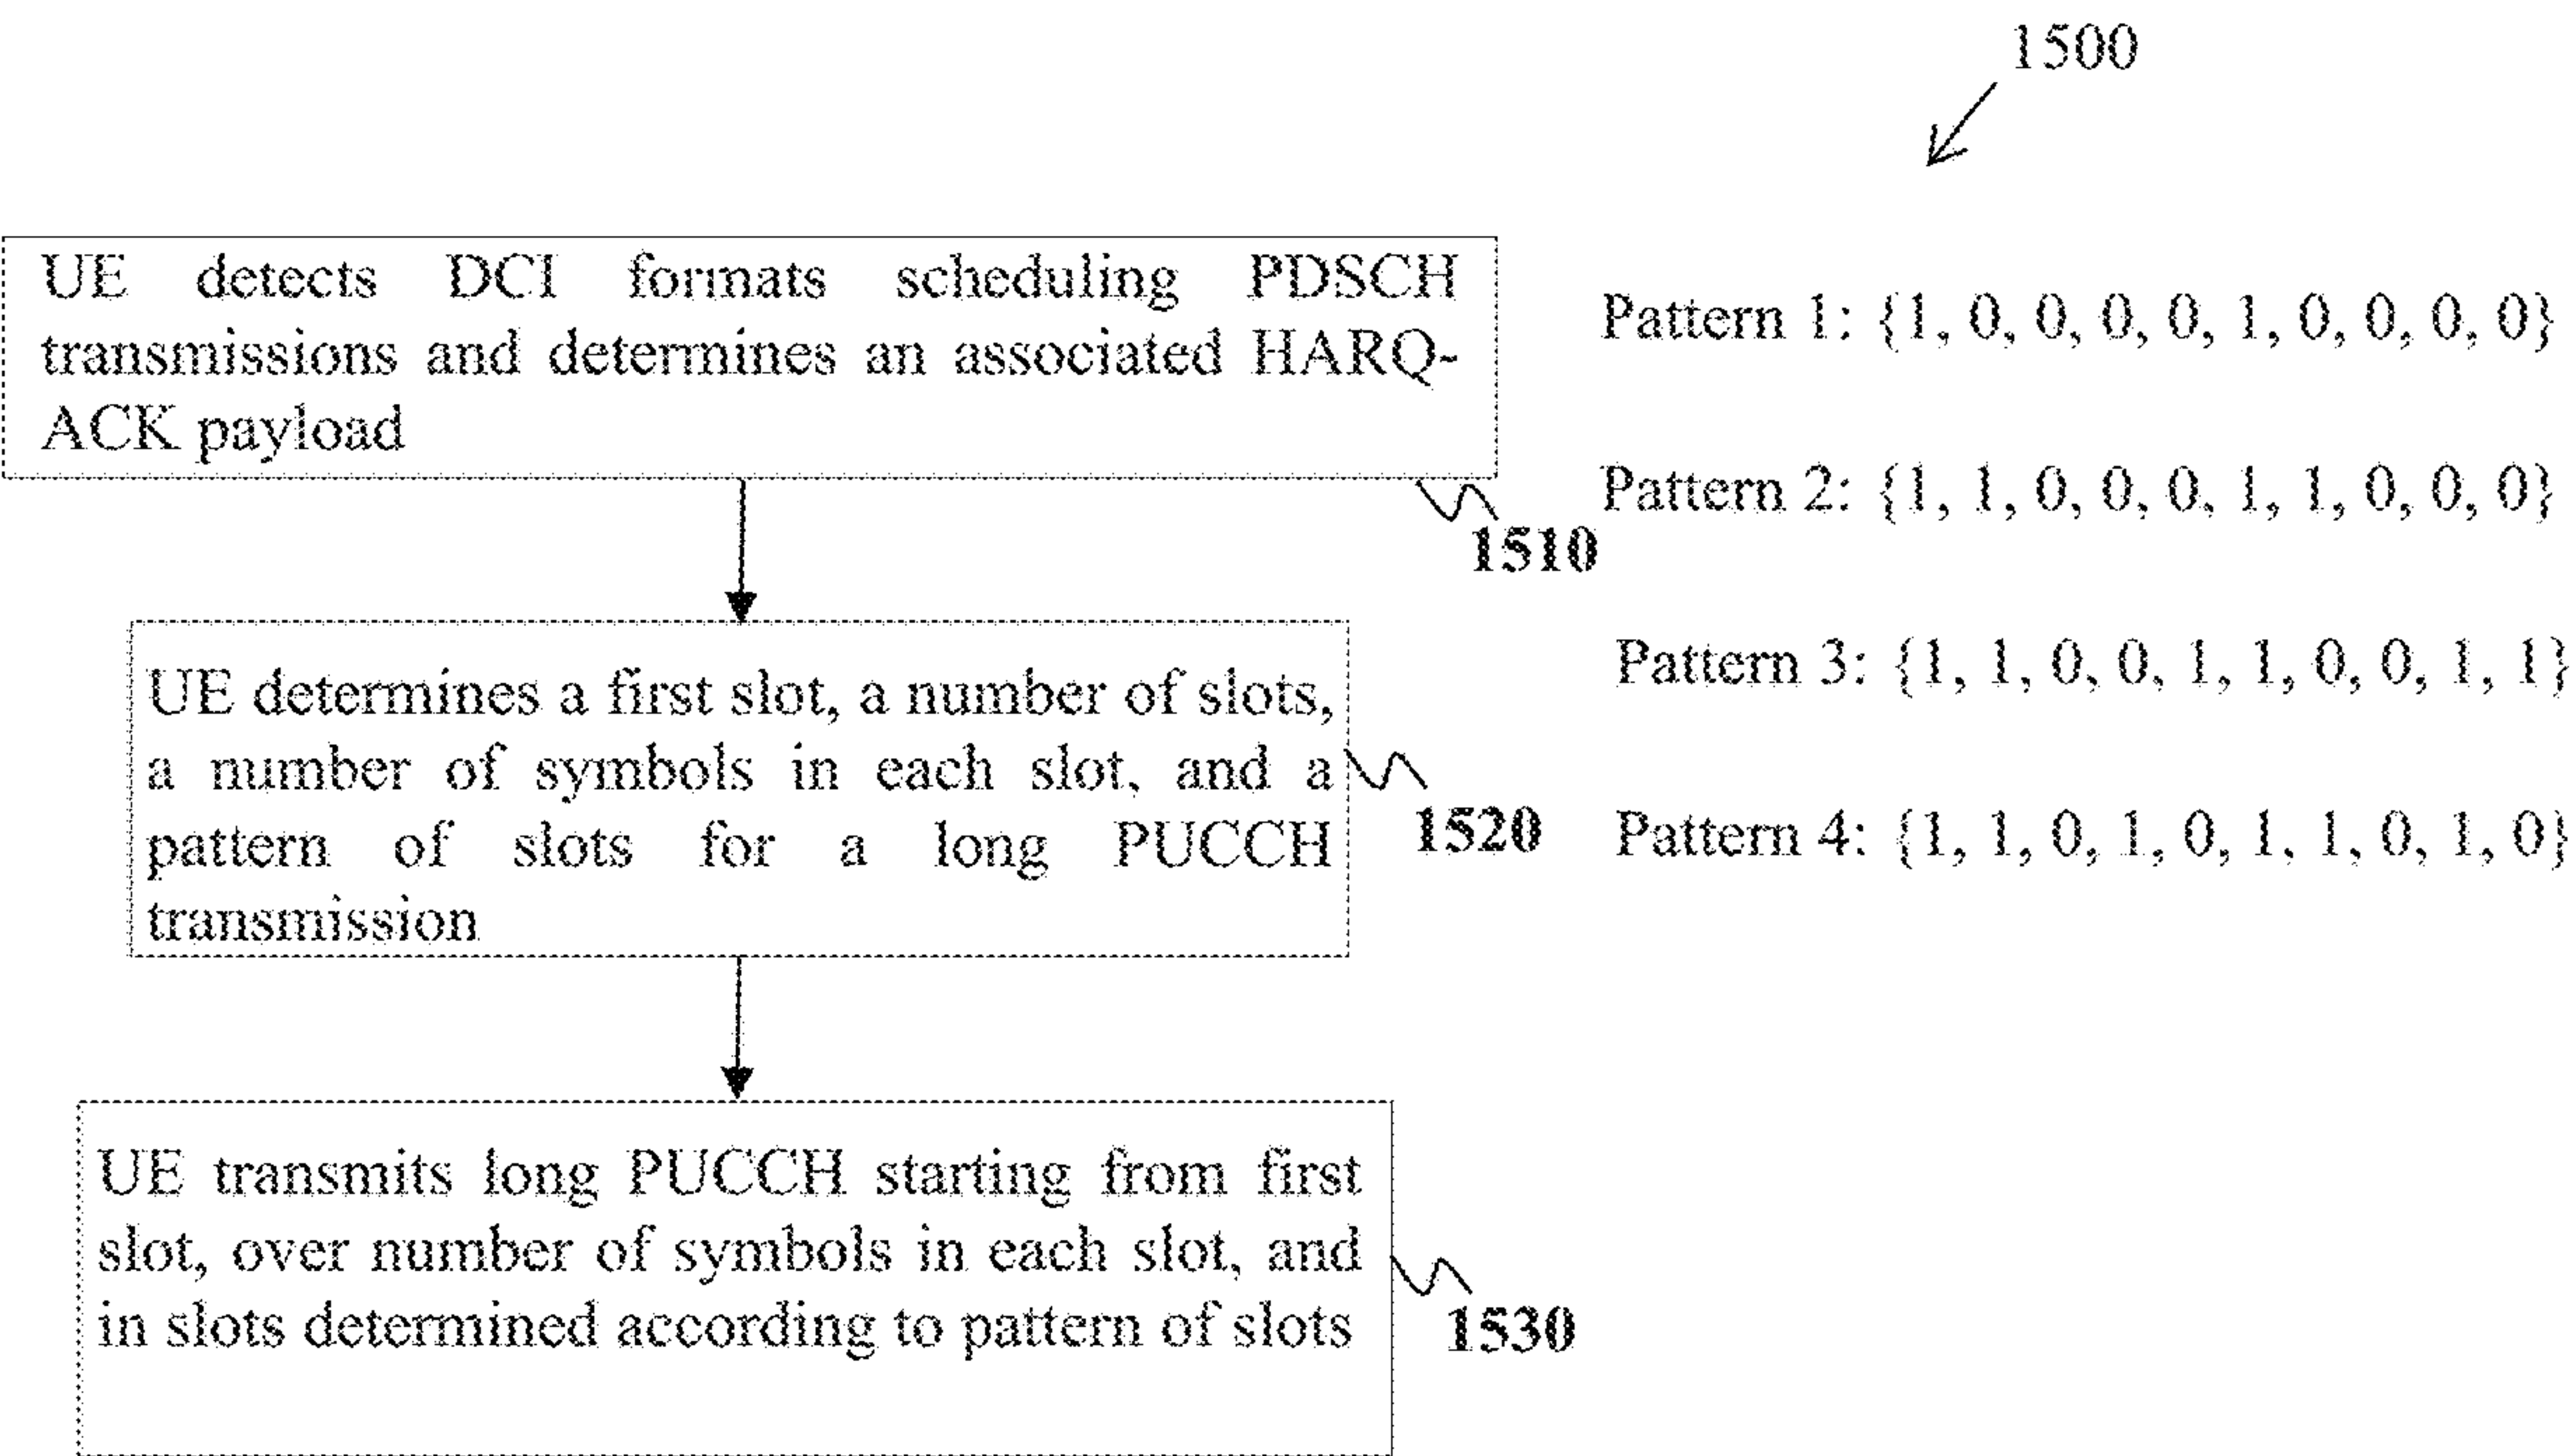 1500
UE detects DCI formats scheduling PDSCH
transmissions and determines an associated HARQ-
ACK payload
1510
UE determines a first slot, a number of slots,
a number of symbols in each slot, and a
pattern of slots for a long PUCCH
transmission
1520
UE transmits long PUCCH starting from first
slot, over number of symbols in each slot, and
in slots determined according to pattern of slots
1530
Pattern 1: {1, 0, 0, 0, 0, 1, 0, 0, 0, 0}
Pattern 2: {1, 1, 0, 0, 0, 1, 1, 0, 0, 0}
Pattern 3: {1, 1, 0, 0, 1, 1, 0, 0, 1, 1}
Pattern 4: {1, 1, 0, 1, 0, 1, 1, 0, 1, 0}